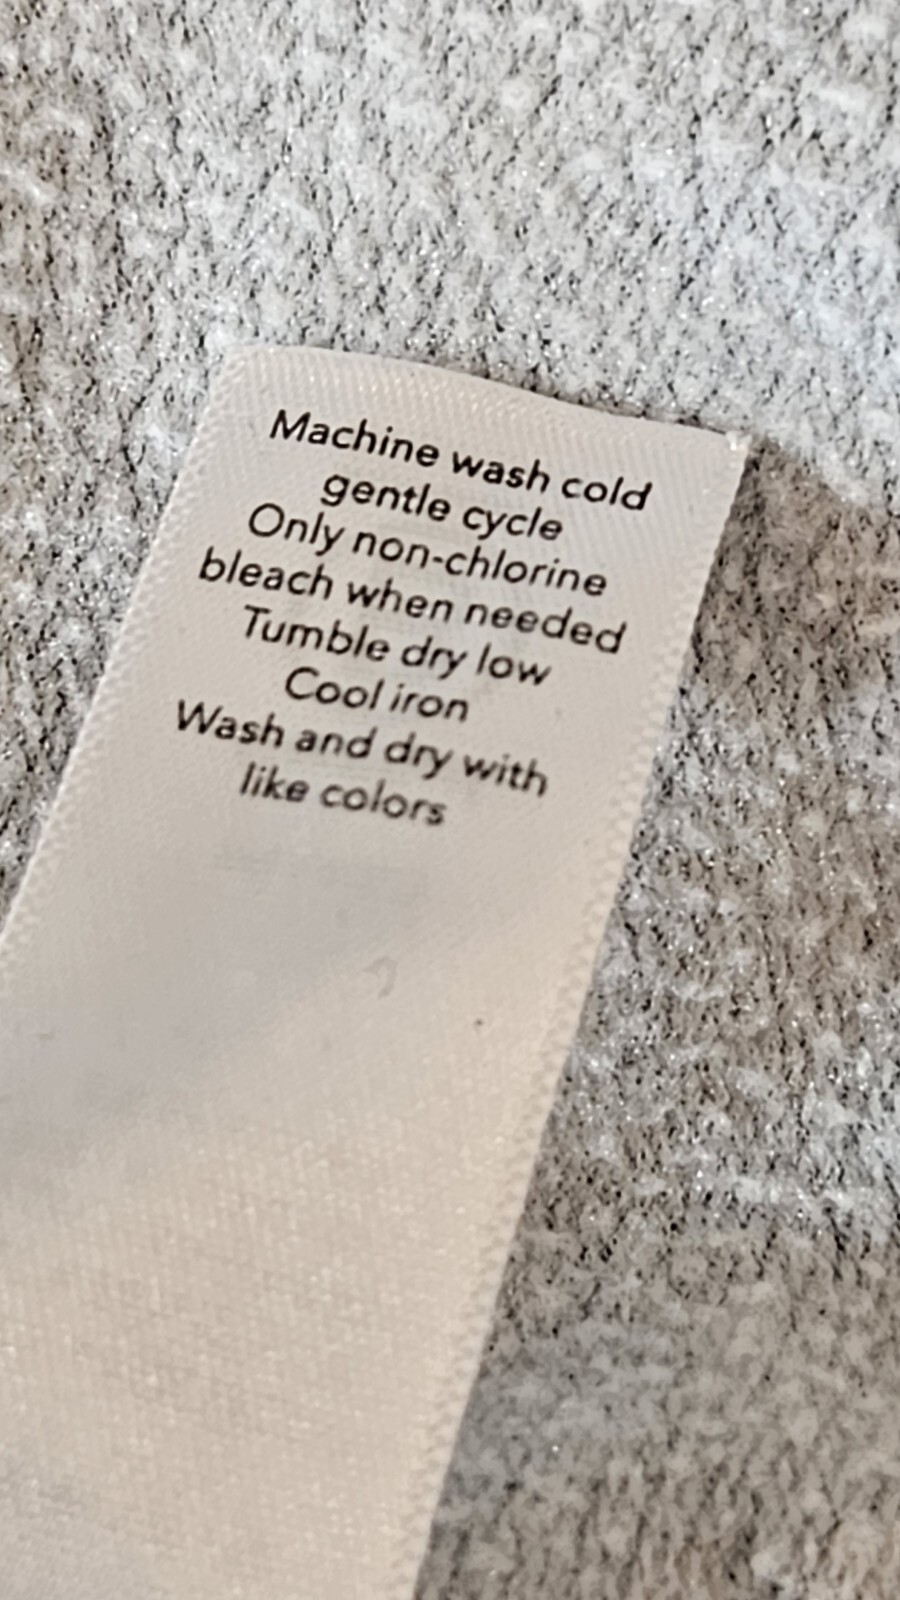 Machine wash cold
gentle cycle
Only non-chlorine
bleach when needed
Tumble dry low
Cool iron
Wash and dry with
like colors